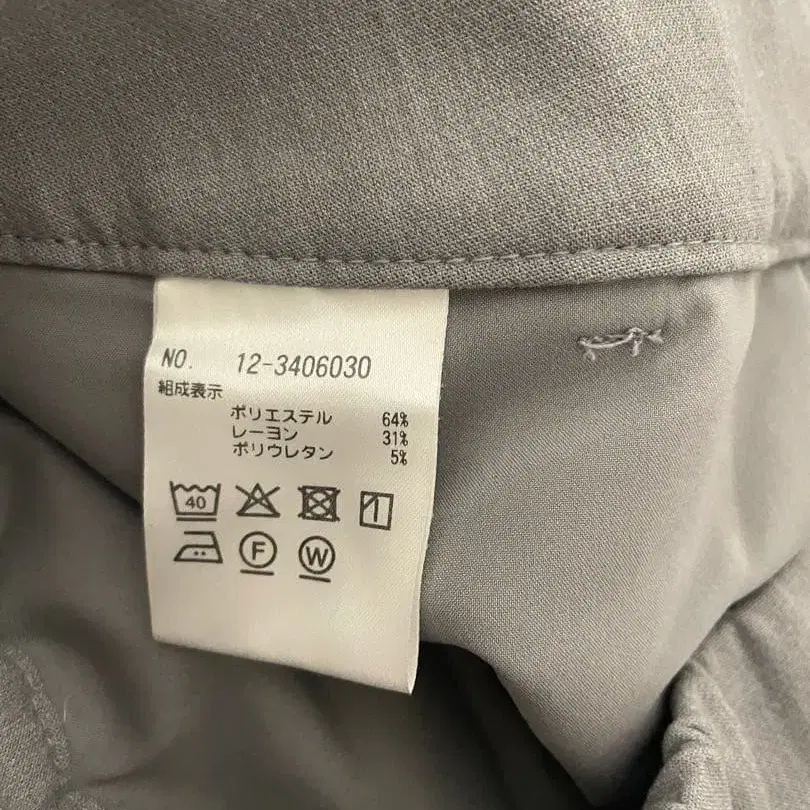 NO. 12-3406030
組成表示
ポリエステル 64%
レーヨン 31%
ポリウレタン 5%
40
F W